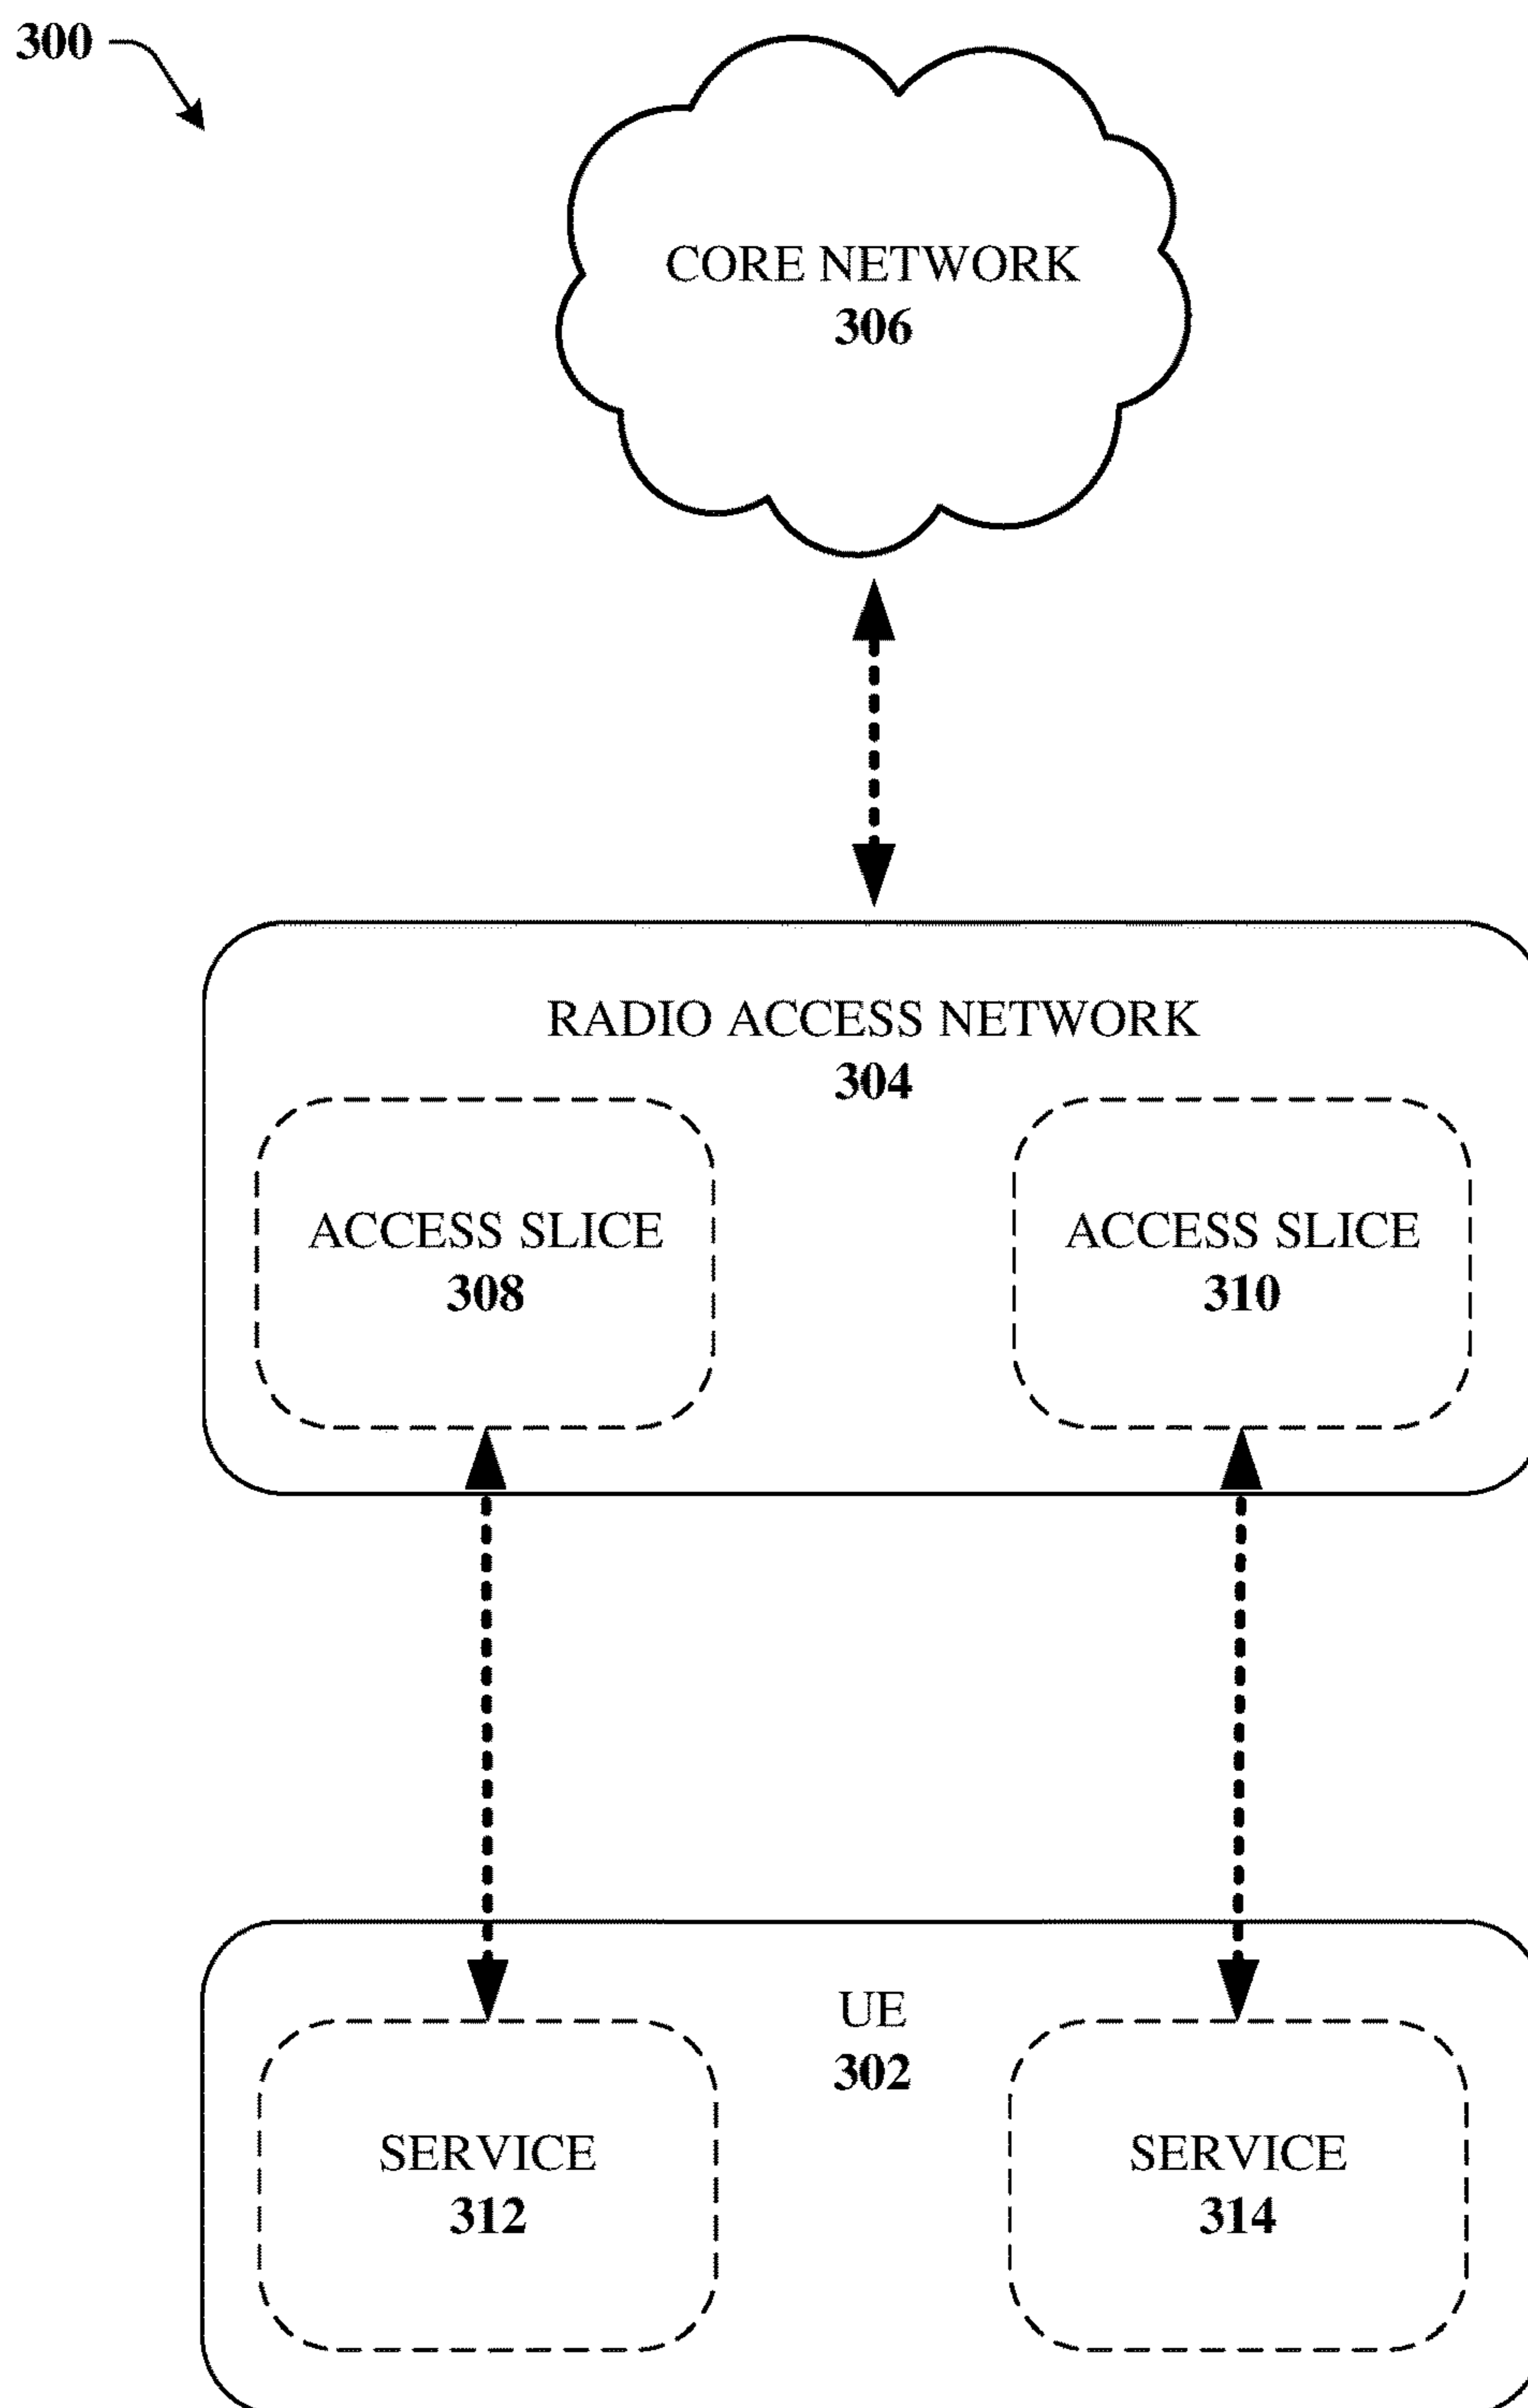 300
CORE NETWORK
306
RADIO ACCESS NETWORK
304
ACCESS SLICE
308
ACCESS SLICE
310
UE
302
SERVICE
312
SERVICE
314